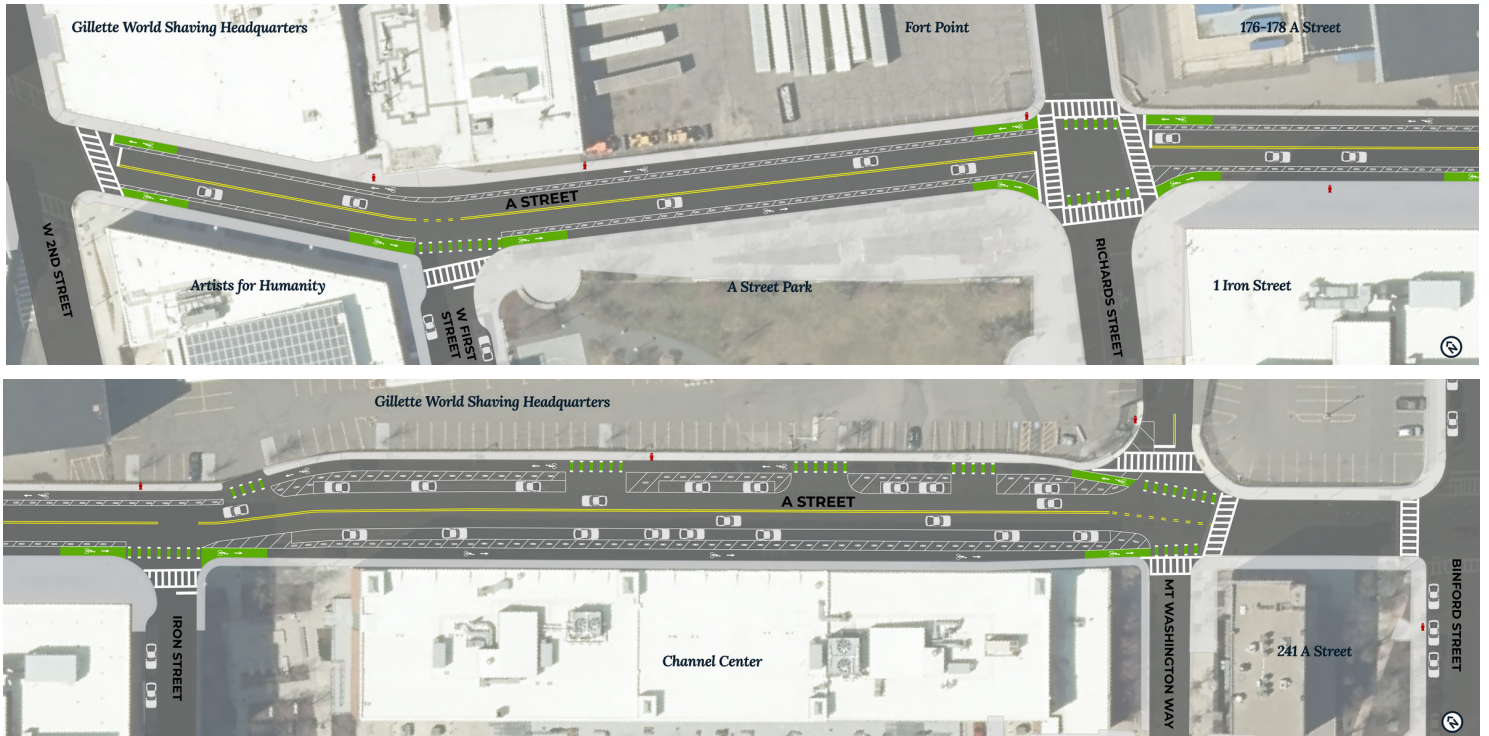 Gillette World Shaving Headquarters
Fort Point
176-178 A Street
A STREET
W 2ND STREET
Artists for Humanity
W FIRST
STREET
A Street Park
RICHARDS STREET
1 Iron Street
N
Gillette World Shaving Headquarters
A STREET
IRON STREET
Channel Center
MT WASHINGTON WAY
241 A Street
BINFORD STREET
N